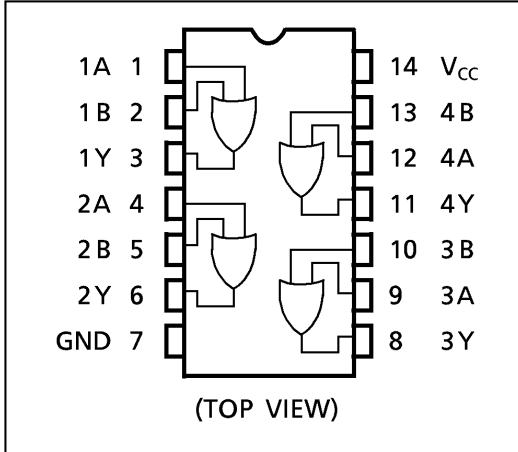 1A 1 14 VCC
1B 2 13 4B
1Y 3 12 4A
2A 4 11 4Y
2B 5 10 3B
2Y 6 9 3A
GND 7 8 3Y
(TOP VIEW)